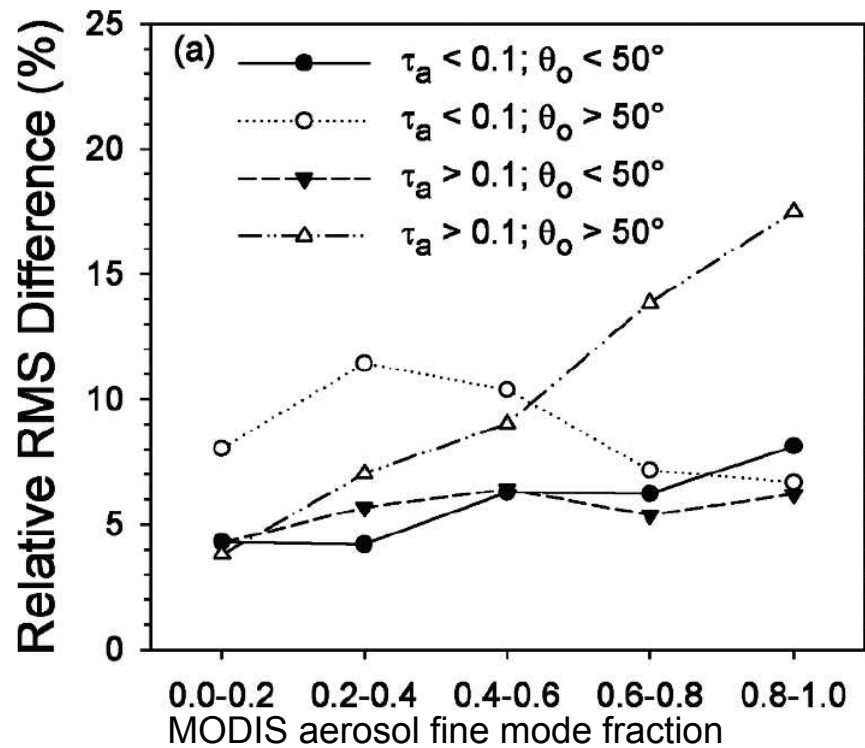 (a)
τa < 0.1; θo < 50°
τa < 0.1; θo > 50°
τa > 0.1; θo < 50°
τa > 0.1; θo > 50°
Relative RMS Difference (%)
25
20
15
10
5
0
0.0-0.2 0.2-0.4 0.4-0.6 0.6-0.8 0.8-1.0
MODIS aerosol fine mode fraction